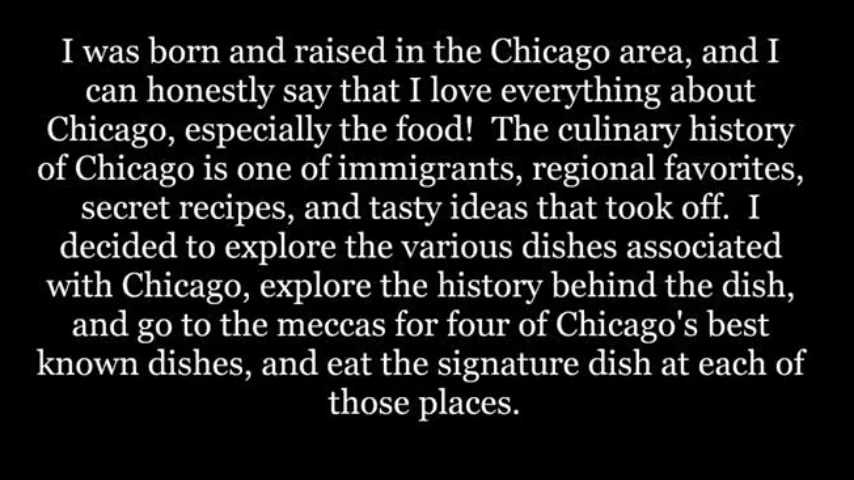 I was born and raised in the Chicago area, and I
can honestly say that I love everything about
Chicago, especially the food!  The culinary history
of Chicago is one of immigrants, regional favorites,
secret recipes, and tasty ideas that took off.  I
decided to explore the various dishes associated
with Chicago, explore the history behind the dish,
and go to the meccas for four of Chicago's best
known dishes, and eat the signature dish at each of
those places.